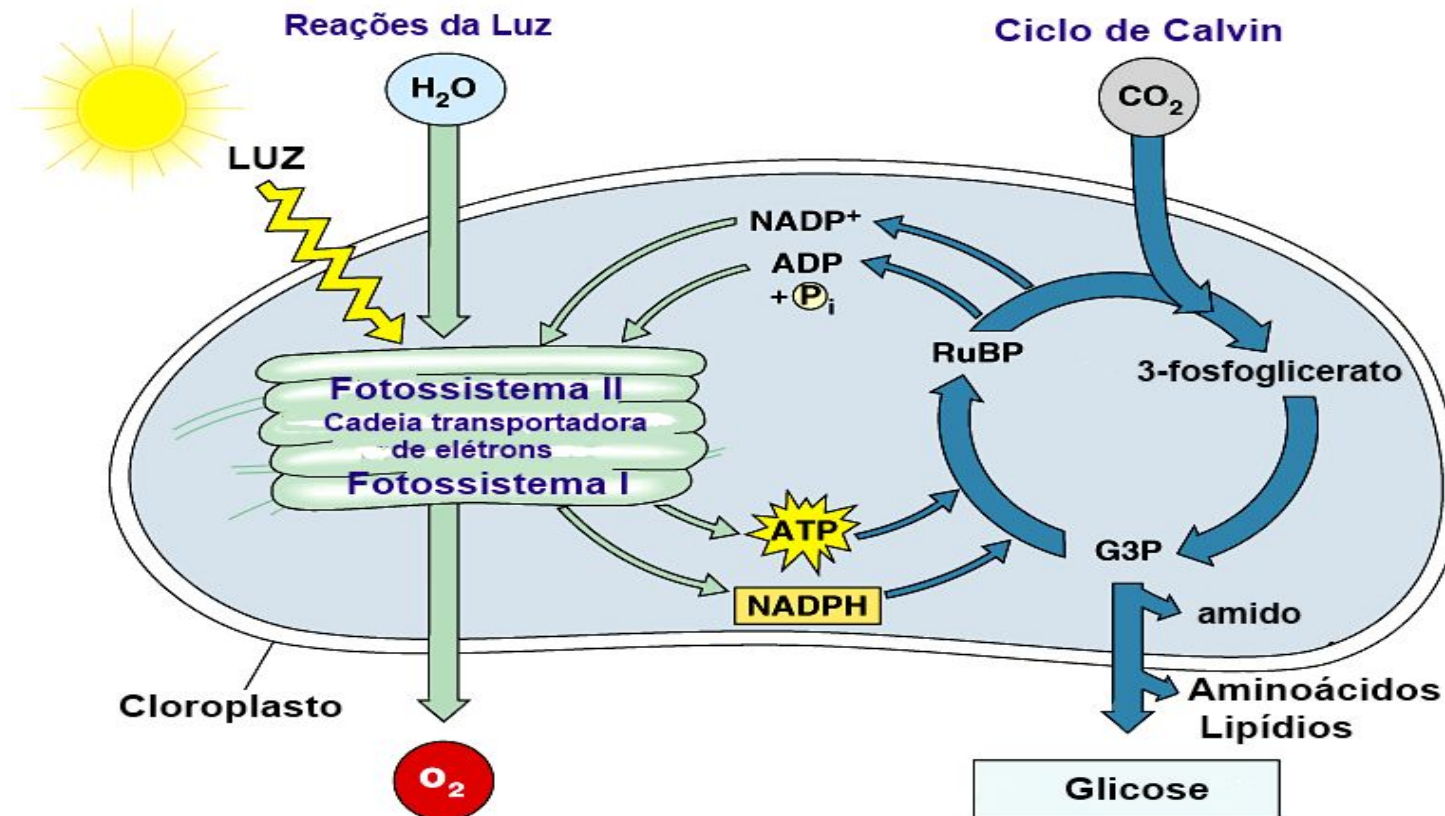 Reações da Luz
Ciclo de Calvin
H₂O
CO₂
LUZ
NADP⁺
ADP
+ Pᵢ
RuBP
3-fosfoglicerato
Fotossistema II
Cadeia transportadora
de elétrons
Fotossistema I
ATP
G3P
NADPH
amido
Cloroplasto
Aminoácidos
Lipídios
O₂
Glicose